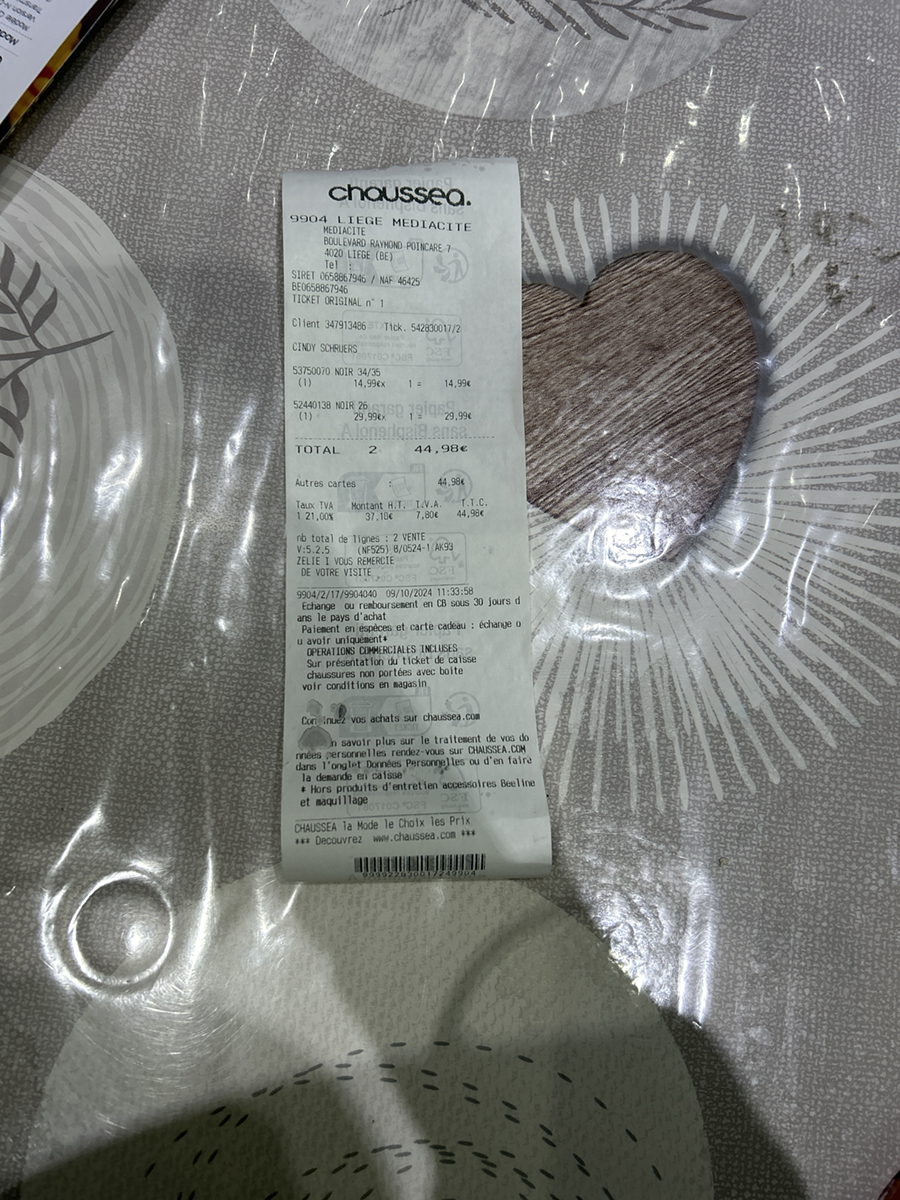 chaussea.
9904 LIEGE MEDIACITE
MEDIACITE
BOULEVARD RAYMOND POINCARE 7
4020 LIEGE (BE)
Tel :
SIRET 0658867946 / NAF 46425
BE0658867946
TICKET ORIGINAL n° 1
Client 347913486 Tick. 542830017/2
CINDY SCHRUERS
53750070 NOIR 34/35
(1) 14,99€x 1 = 14,99€
52440138 NOIR 26
(1) 29,99€x 1 = 29,99€
TOTAL 2 44,98€
Autres cartes : 44,98€
Taux TVA Montant H.T. T.V.A. T.T.C.
1 21,00% 37,18€ 7,80€ 44,98€
nb total de lignes : 2 VENTE
V:5.2.5 (NF525) B/0524-1 AK93
ZELIE I VOUS REMERCIE
DE VOTRE VISITE
9904/2/17/9904040 09/10/2024 11:33:58
Echange ou remboursement en CB sous 30 jours d
ans le pays d'achat
Paiement en espèces et carte cadeau : échange o
u avoir uniquement*
OPERATIONS COMMERCIALES INCLUSES
Sur présentation du ticket de caisse
chaussures non portées avec boite
voir conditions en magasin
Continuez vos achats sur chaussea.com
n savoir plus sur le traitement de vos do
nnées personnelles rendez-vous sur CHAUSSEA.COM
dans l'onglet Données Personnelles ou d'en faire
la demande en caisse
* Hors produits d'entretien accessoires Beeline
et maquillage
CHAUSSEA la Mode le Choix les Prix
*** Decouvrez www.chaussea.com ***